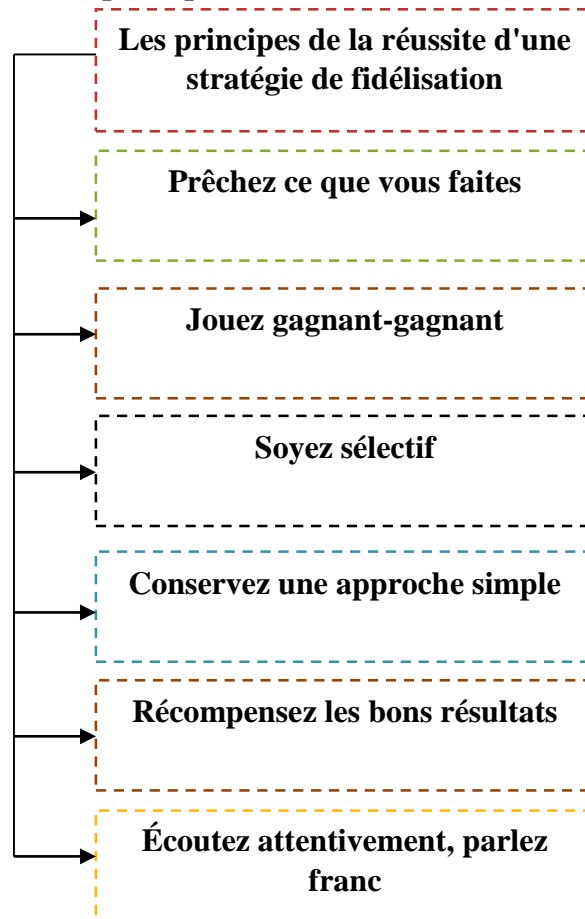 Les principes de la réussite d'une
stratégie de fidélisation
Prêchez ce que vous faites
Jouez gagnant-gagnant
Soyez sélectif
Conservez une approche simple
Récompensez les bons résultats
Écoutez attentivement, parlez
franc